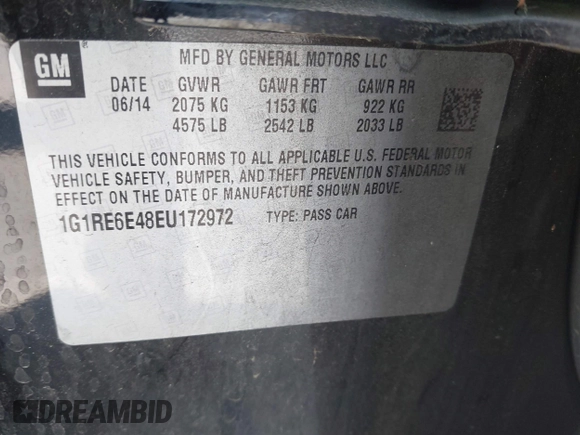 GM
MFD BY GENERAL MOTORS LLC
DATE GVWR GAWR FRT GAWR RR
06/14 2075 KG 1153 KG 922 KG
4575 LB 2542 LB 2033 LB
THIS VEHICLE CONFORMS TO ALL APPLICABLE U.S. FEDERAL MOTOR
VEHICLE SAFETY, BUMPER, AND THEFT PREVENTION STANDARDS IN
EFFECT ON THE DATE OF MANUFACTURE SHOWN ABOVE.
1G1RE6E48EU172972 TYPE: PASS CAR
DREAMBID